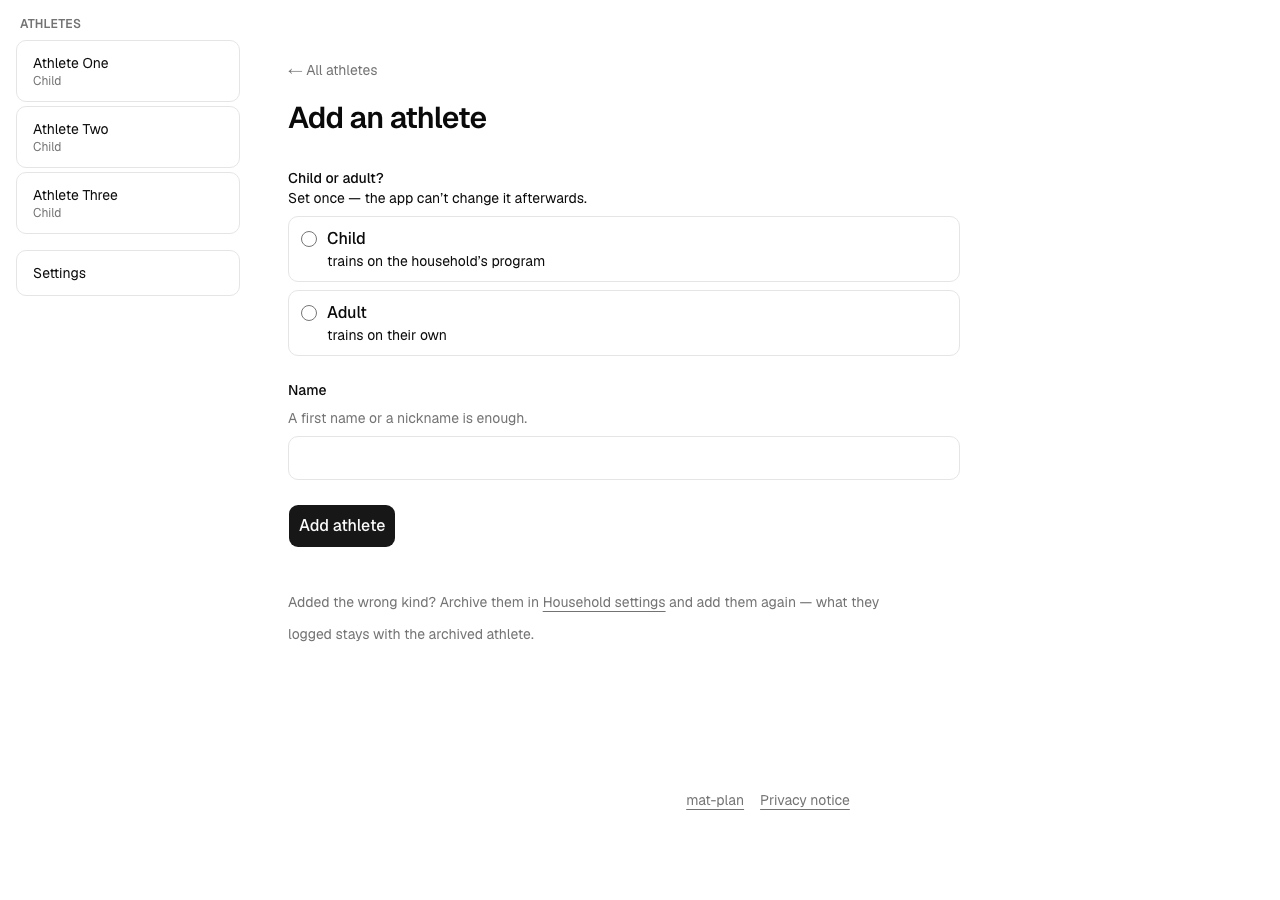 ATHLETES
Athlete One
Child
Athlete Two
Child
Athlete Three
Child
Settings
← All athletes
Add an athlete
Child or adult?
Set once — the app can’t change it afterwards.
Child
trains on the household’s program
Adult
trains on their own
Name
A first name or a nickname is enough.
Add athlete
Added the wrong kind? Archive them in Household settings and add them again — what they
logged stays with the archived athlete.
mat-plan Privacy notice